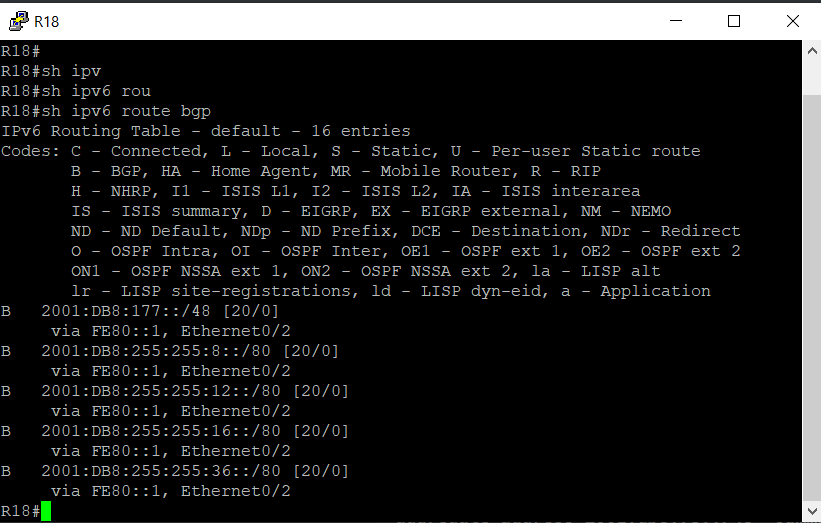 R18
R18#
R18#sh ipv
R18#sh ipv6 rou
R18#sh ipv6 route bgp
IPv6 Routing Table - default - 16 entries
Codes: C - Connected, L - Local, S - Static, U - Per-user Static route
       B - BGP, HA - Home Agent, MR - Mobile Router, R - RIP
       H - NHRP, I1 - ISIS L1, I2 - ISIS L2, IA - ISIS interarea
       IS - ISIS summary, D - EIGRP, EX - EIGRP external, NM - NEMO
       ND - ND Default, NDp - ND Prefix, DCE - Destination, NDr - Redirect
       O - OSPF Intra, OI - OSPF Inter, OE1 - OSPF ext 1, OE2 - OSPF ext 2
       ON1 - OSPF NSSA ext 1, ON2 - OSPF NSSA ext 2, la - LISP alt
       lr - LISP site-registrations, ld - LISP dyn-eid, a - Application
B   2001:DB8:177::/48 [20/0]
     via FE80::1, Ethernet0/2
B   2001:DB8:255:255:8::/80 [20/0]
     via FE80::1, Ethernet0/2
B   2001:DB8:255:255:12::/80 [20/0]
     via FE80::1, Ethernet0/2
B   2001:DB8:255:255:16::/80 [20/0]
     via FE80::1, Ethernet0/2
B   2001:DB8:255:255:36::/80 [20/0]
     via FE80::1, Ethernet0/2
R18#